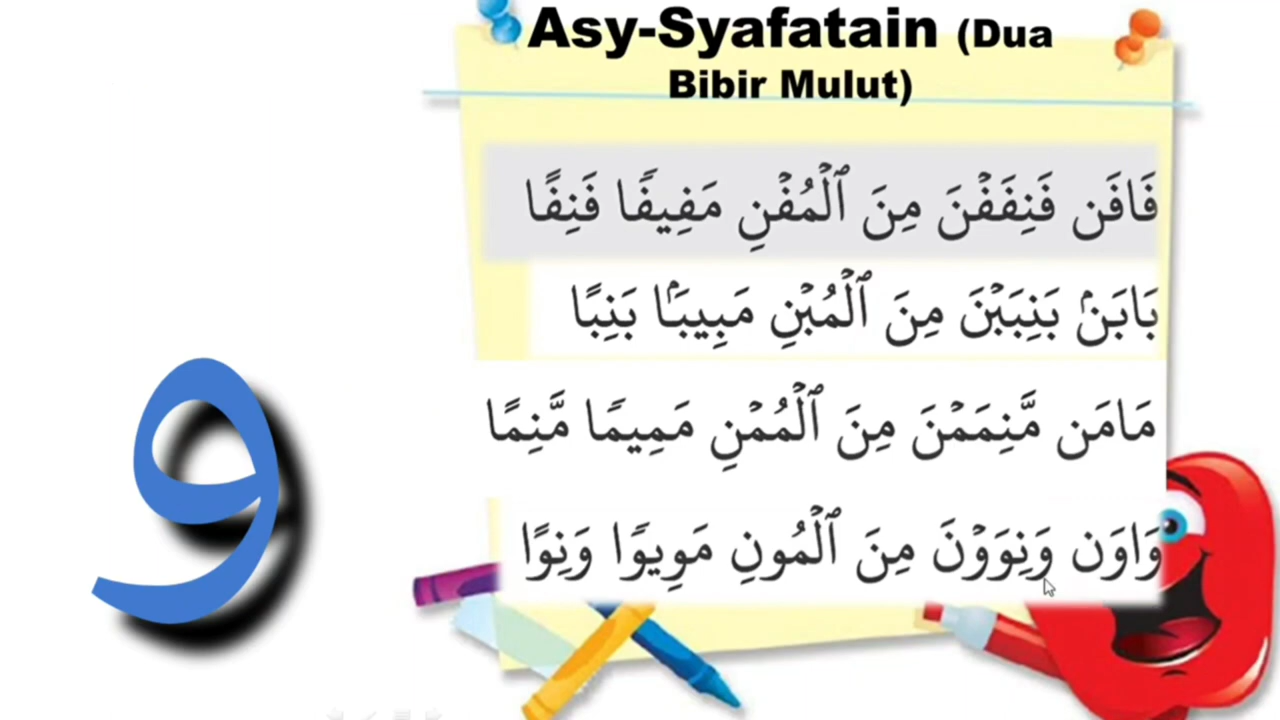 Asy-Syafatain (Dua
Bibir Mulut)
فَافَن فَنِفَفۡنَ مِنَ ٱلۡمُفۡنِ مَفِيفٗا فَنِفًا
بَابَنۢ بَنِبَبۡنَ مِنَ ٱلۡمُبۡنِ مَبِيبَۢا بَنِبًا
مَامَن مَّنِمَمۡنَ مِنَ ٱلۡمُمۡنِ مَمِيمٗا مَّنِمًا
وَاوَن وَنِوَوۡنَ مِنَ ٱلۡمُونِ مَوِيوٗا وَنِوًا
و